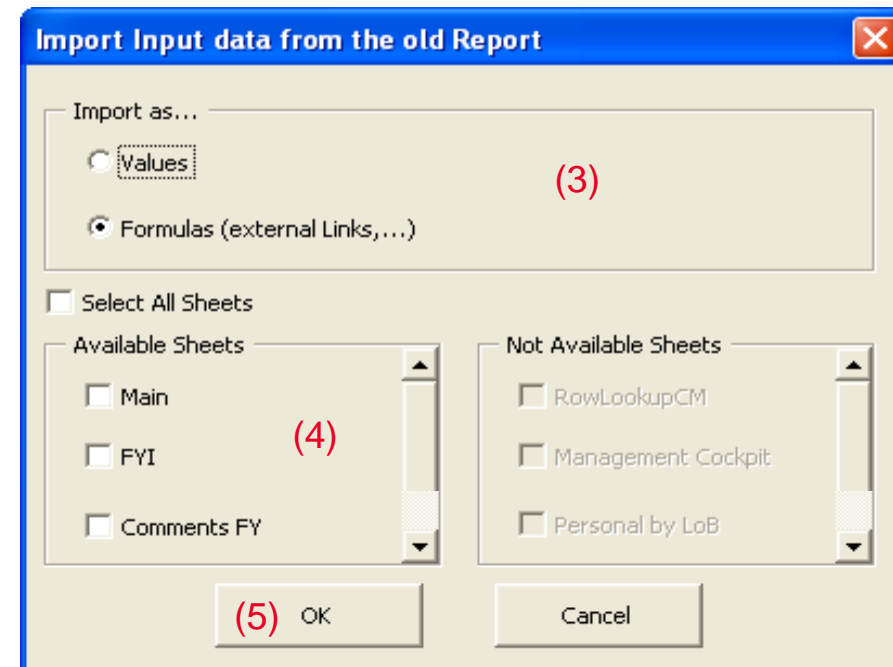 Import Input data from the old Report
Import as...
Values
(3)
Formulas (external Links,...)
Select All Sheets
Available Sheets
Main
FYI
(4)
Comments FY
Not Available Sheets
RowLookupCM
Management Cockpit
Personal by LoB
(5) OK
Cancel